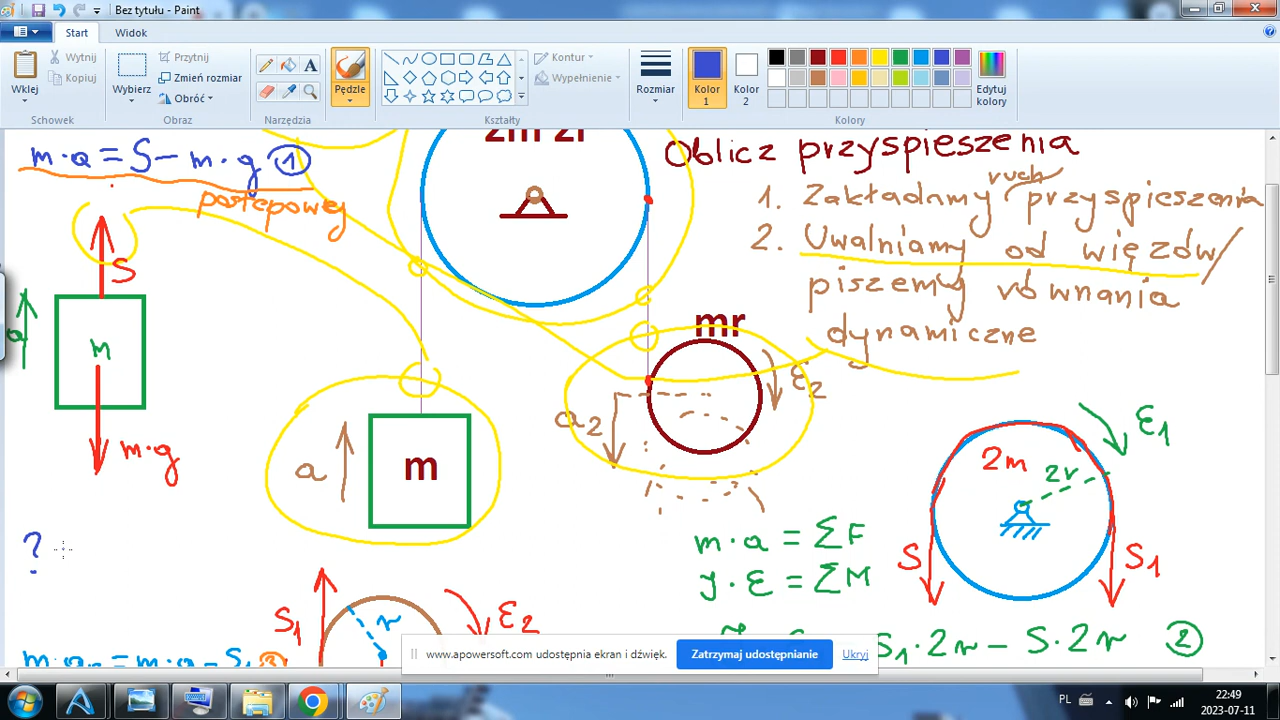 Bez tytułu - Paint
Start
Widok
Wklej
Wytnij
Kopiuj
Schowek
Wybierz
Przytnij
Zmień rozmiar
Obróć
Obraz
A
Narzędzia
Pędzle
Kontur
Wypełnienie
Kształty
Rozmiar
Kolor 1
Kolor 2
Edytuj kolory
Kolory
m·a = S - m·g ①
postępowej
2m 2r
Oblicz przyspieszenia
1. Zakładamy ruch przyspieszenia
2. Uwalniamy od więzów/
piszemy równania
dynamiczne
S
a
m
m·g
mr
ε2
a2
a
m
ε1
2m
2r
S
S1
m·a = ΣF
J·ε = ΣM
S1·2r - S·2r ②
?
S1
r
ε2
www.apowersoft.com udostępnia ekran i dźwięk.
Zatrzymaj udostępnianie
Ukryj
PL
22:49
2023-07-11